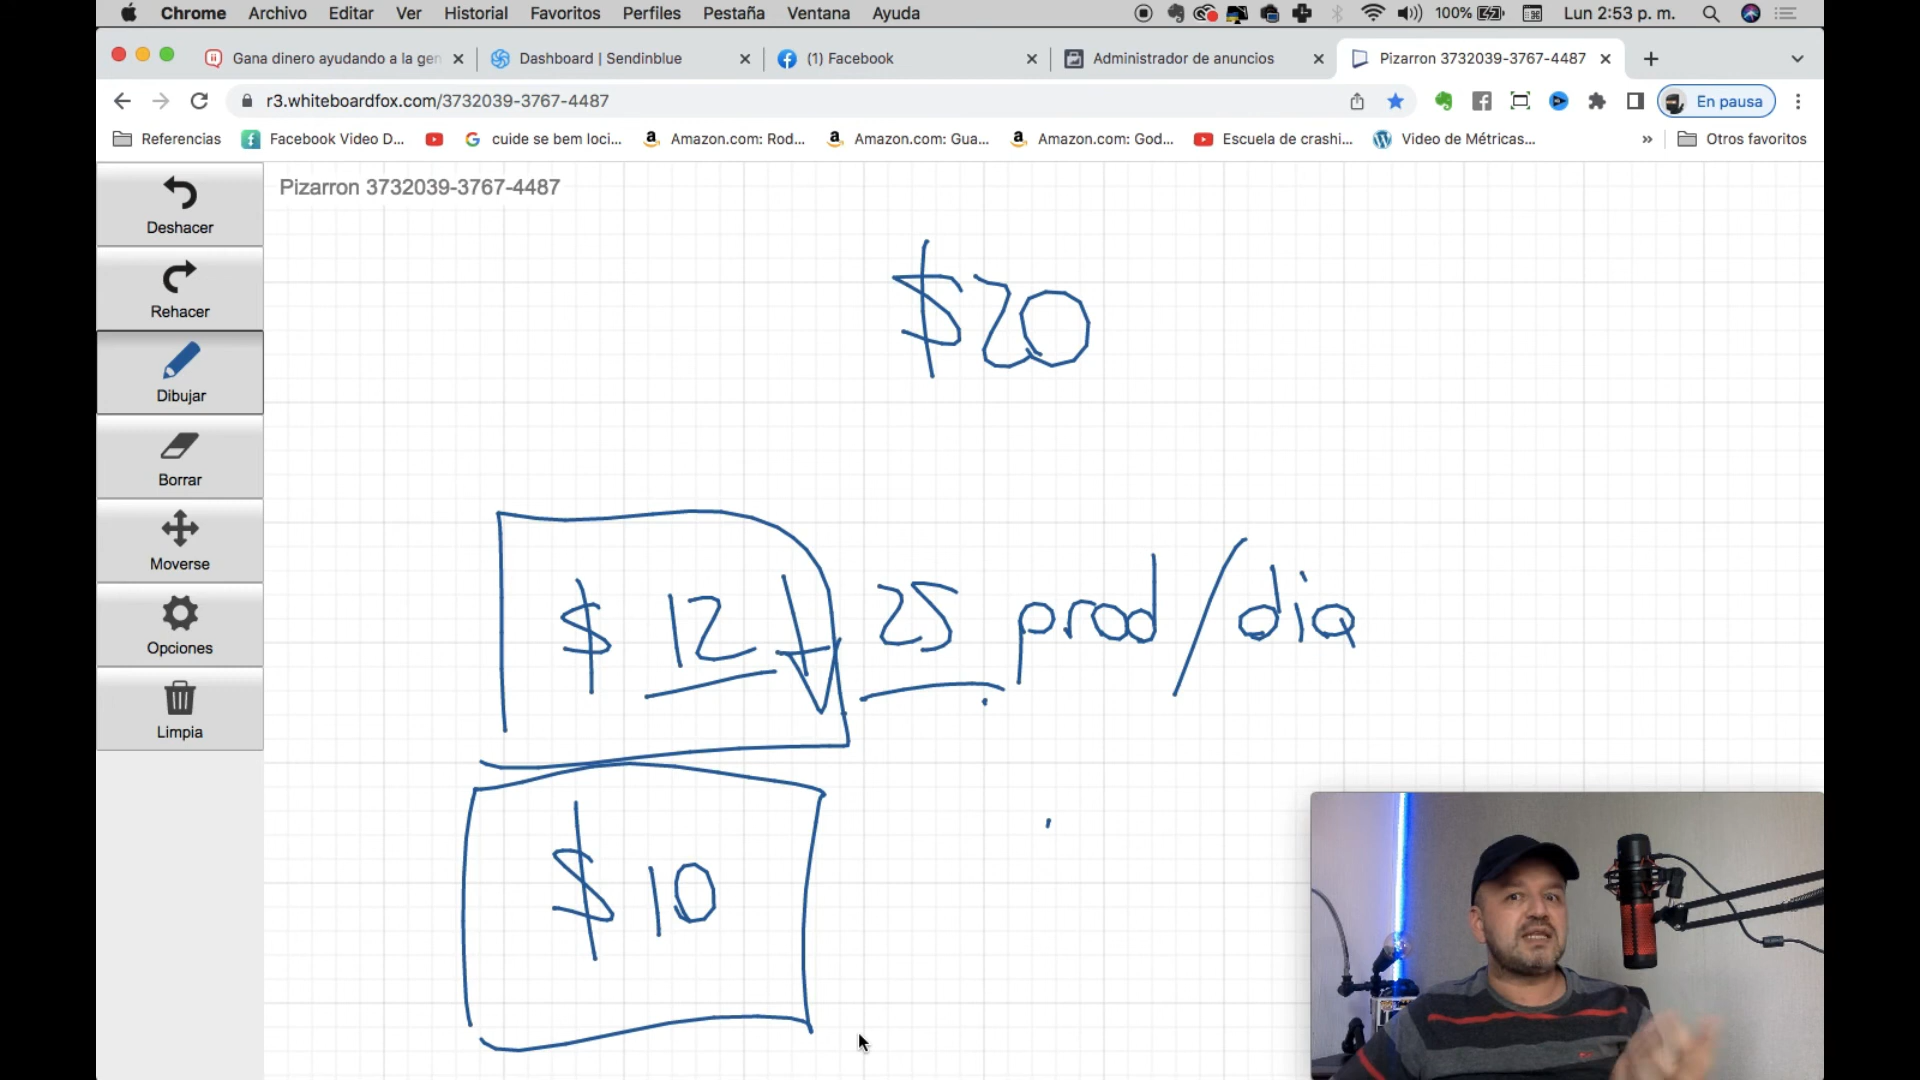 Chrome Archivo Editar Ver Historial Favoritos Perfiles Pestaña Ventana Ayuda 100% Lun 2:53 p. m.
Gana dinero ayudando a la gen Dashboard | Sendinblue (1) Facebook Administrador de anuncios Pizarron 3732039-3767-4487
r3.whiteboardfox.com/3732039-3767-4487 En pausa
Referencias Facebook Video D... cuide se bem loci... Amazon.com: Rod... Amazon.com: Gua... Amazon.com: God... Escuela de crashi... Video de Métricas... » Otros favoritos
Pizarron 3732039-3767-4487
Deshacer
Rehacer
Dibujar
Borrar
Moverse
Opciones
Limpia
$20
$ 12 25 prod/dia
$ 10